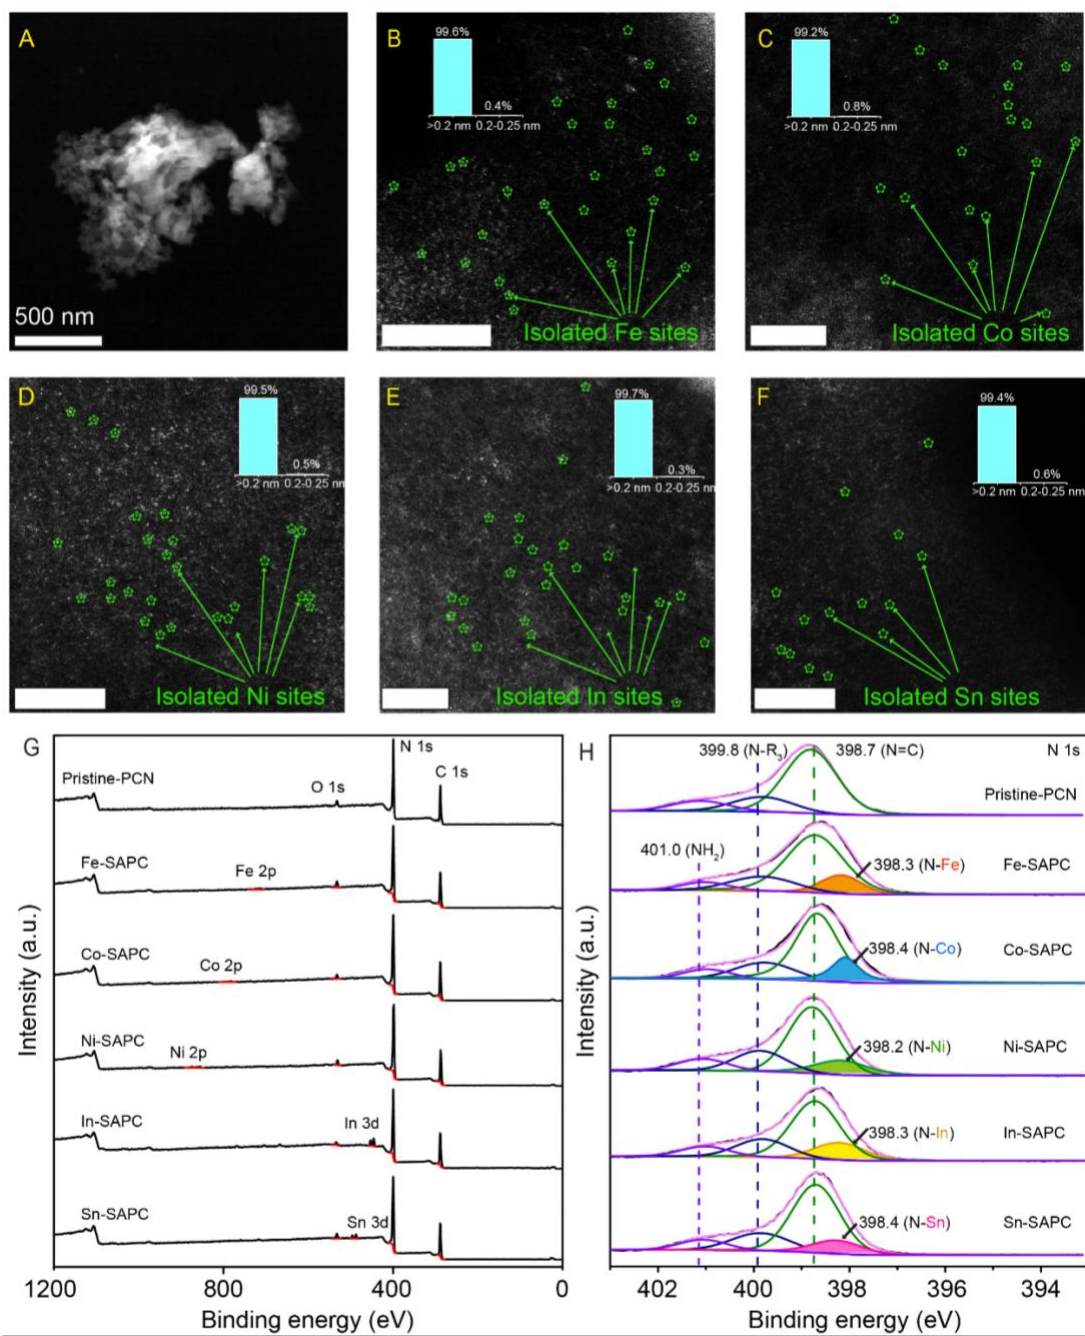 A
500 nm
B
99.6%
0.4%
>0.2 nm 0.2-0.25 nm
Isolated Fe sites
C
99.2%
0.8%
>0.2 nm 0.2-0.25 nm
Isolated Co sites
D
99.5%
0.5%
>0.2 nm 0.2-0.25 nm
Isolated Ni sites
E
99.7%
0.3%
>0.2 nm 0.2-0.25 nm
Isolated In sites
F
99.4%
0.6%
>0.2 nm 0.2-0.25 nm
Isolated Sn sites
G
N 1s
C 1s
O 1s
Pristine-PCN
Fe-SAPC
Fe 2p
Co-SAPC
Co 2p
Ni-SAPC
Ni 2p
In-SAPC
In 3d
Sn-SAPC
Sn 3d
Intensity (a.u.)
1200 800 400 0
Binding energy (eV)
H
399.8 (N-R₃)
398.7 (N=C)
N 1s
Pristine-PCN
401.0 (NH₂)
398.3 (N-Fe)
Fe-SAPC
398.4 (N-Co)
Co-SAPC
398.2 (N-Ni)
Ni-SAPC
398.3 (N-In)
In-SAPC
398.4 (N-Sn)
Sn-SAPC
Intensity (a.u.)
402 400 398 396 394
Binding energy (eV)